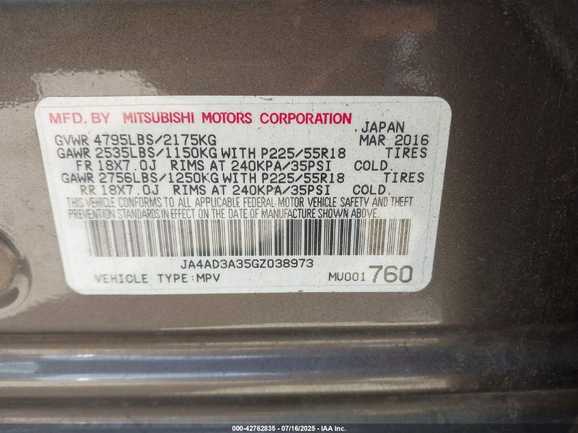 MFD. BY MITSUBISHI MOTORS CORPORATION
JAPAN
GVWR 4795LBS/2175KG MAR 2016
GAWR 2535LBS/1150KG WITH P225/55R18 TIRES
FR 18X7.0J RIMS AT 240KPA/35PSI COLD.
GAWR 2756LBS/1250KG WITH P225/55R18 TIRES
RR 18X7.0J RIMS AT 240KPA/35PSI COLD.
THIS VEHICLE CONFORMS TO ALL APPLICABLE FEDERAL MOTOR VEHICLE SAFETY AND THEFT
PREVENTION STANDARDS IN EFFECT ON THE DATE OF MANUFACTURE SHOWN ABOVE.
JA4AD3A35GZ038973
VEHICLE TYPE:MPV MU001760
000-42762835 - 07/16/2025 - IAA Inc.